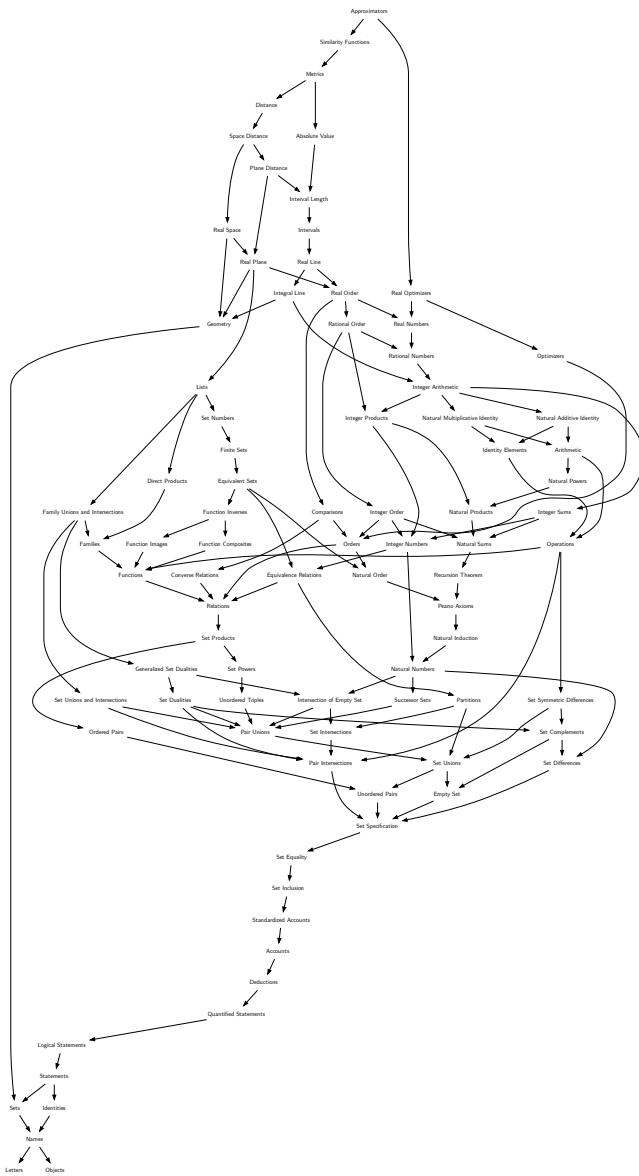 Approximators
Similarity Functions
Metrics
Distance
Space Distance
Absolute Value
Plane Distance
Interval Length
Real Space
Intervals
Real Plane
Real Line
Integral Line
Real Order
Real Optimizers
Geometry
Rational Order
Real Numbers
Rational Numbers
Optimizers
Lists
Integer Arithmetic
Set Numbers
Integer Products
Natural Multiplicative Identity
Natural Additive Identity
Finite Sets
Identity Elements
Arithmetic
Direct Products
Equivalent Sets
Natural Powers
Family Unions and Intersections
Function Inverses
Comparisons
Integer Order
Natural Products
Integer Sums
Families
Function Images
Function Composites
Orders
Integer Numbers
Natural Sums
Operations
Functions
Converse Relations
Equivalence Relations
Natural Order
Recursion Theorem
Relations
Peano Axioms
Set Products
Natural Induction
Generalized Set Dualities
Set Powers
Natural Numbers
Set Unions and Intersections
Set Dualities
Unordered Triples
Intersection of Empty Set
Successor Sets
Partitions
Set Symmetric Differences
Ordered Pairs
Pair Unions
Set Intersections
Set Complements
Pair Intersections
Set Unions
Set Differences
Unordered Pairs
Empty Set
Set Specification
Set Equality
Set Inclusion
Standardized Accounts
Accounts
Deductions
Quantified Statements
Logical Statements
Statements
Sets
Identities
Names
Letters
Objects